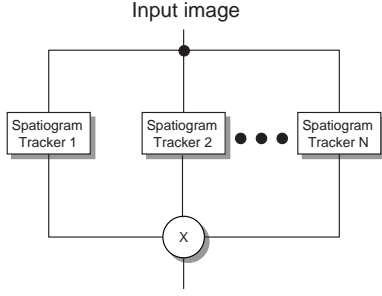 Input image
Spatiogram
Tracker 1
Spatiogram
Tracker 2
Spatiogram
Tracker N
X